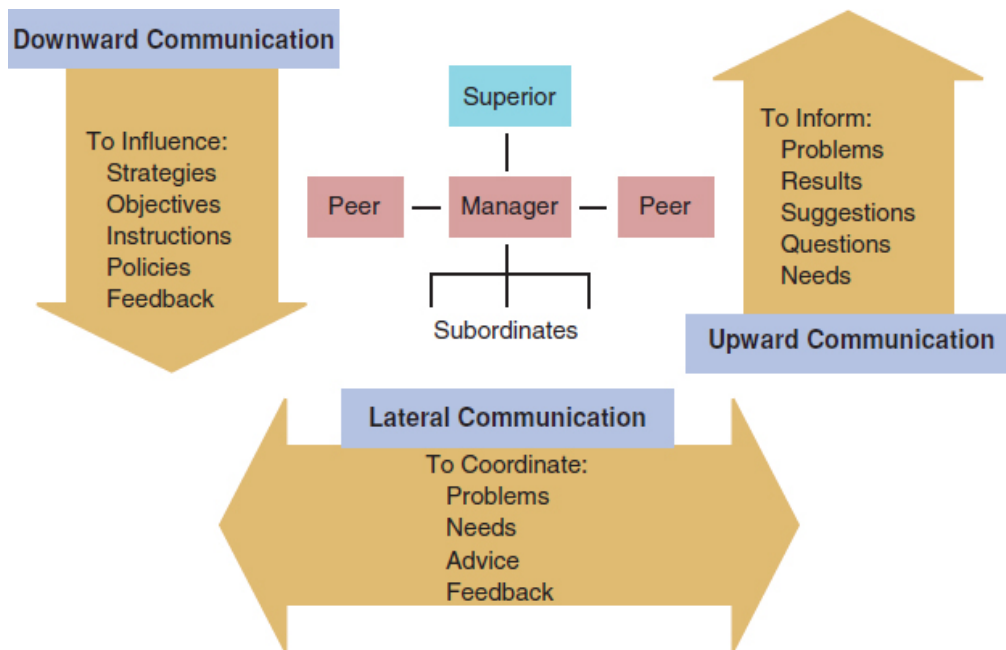 Downward Communication
To Influence:
Strategies
Objectives
Instructions
Policies
Feedback
Superior
Peer
Manager
Peer
Subordinates
To Inform:
Problems
Results
Suggestions
Questions
Needs
Upward Communication
Lateral Communication
To Coordinate:
Problems
Needs
Advice
Feedback